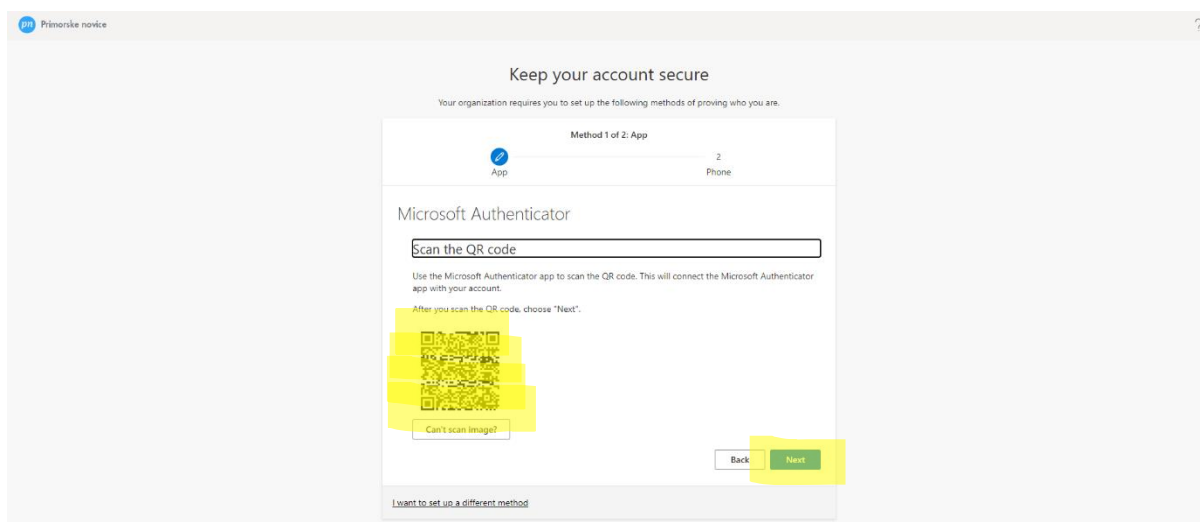 pn Primorske novice
?
Keep your account secure
Your organization requires you to set up the following methods of proving who you are.
Method 1 of 2: App
2
App
Phone
Microsoft Authenticator
Scan the QR code
Use the Microsoft Authenticator app to scan the QR code. This will connect the Microsoft Authenticator
app with your account.
After you scan the QR code, choose "Next".
Can't scan image?
Back
Next
I want to set up a different method